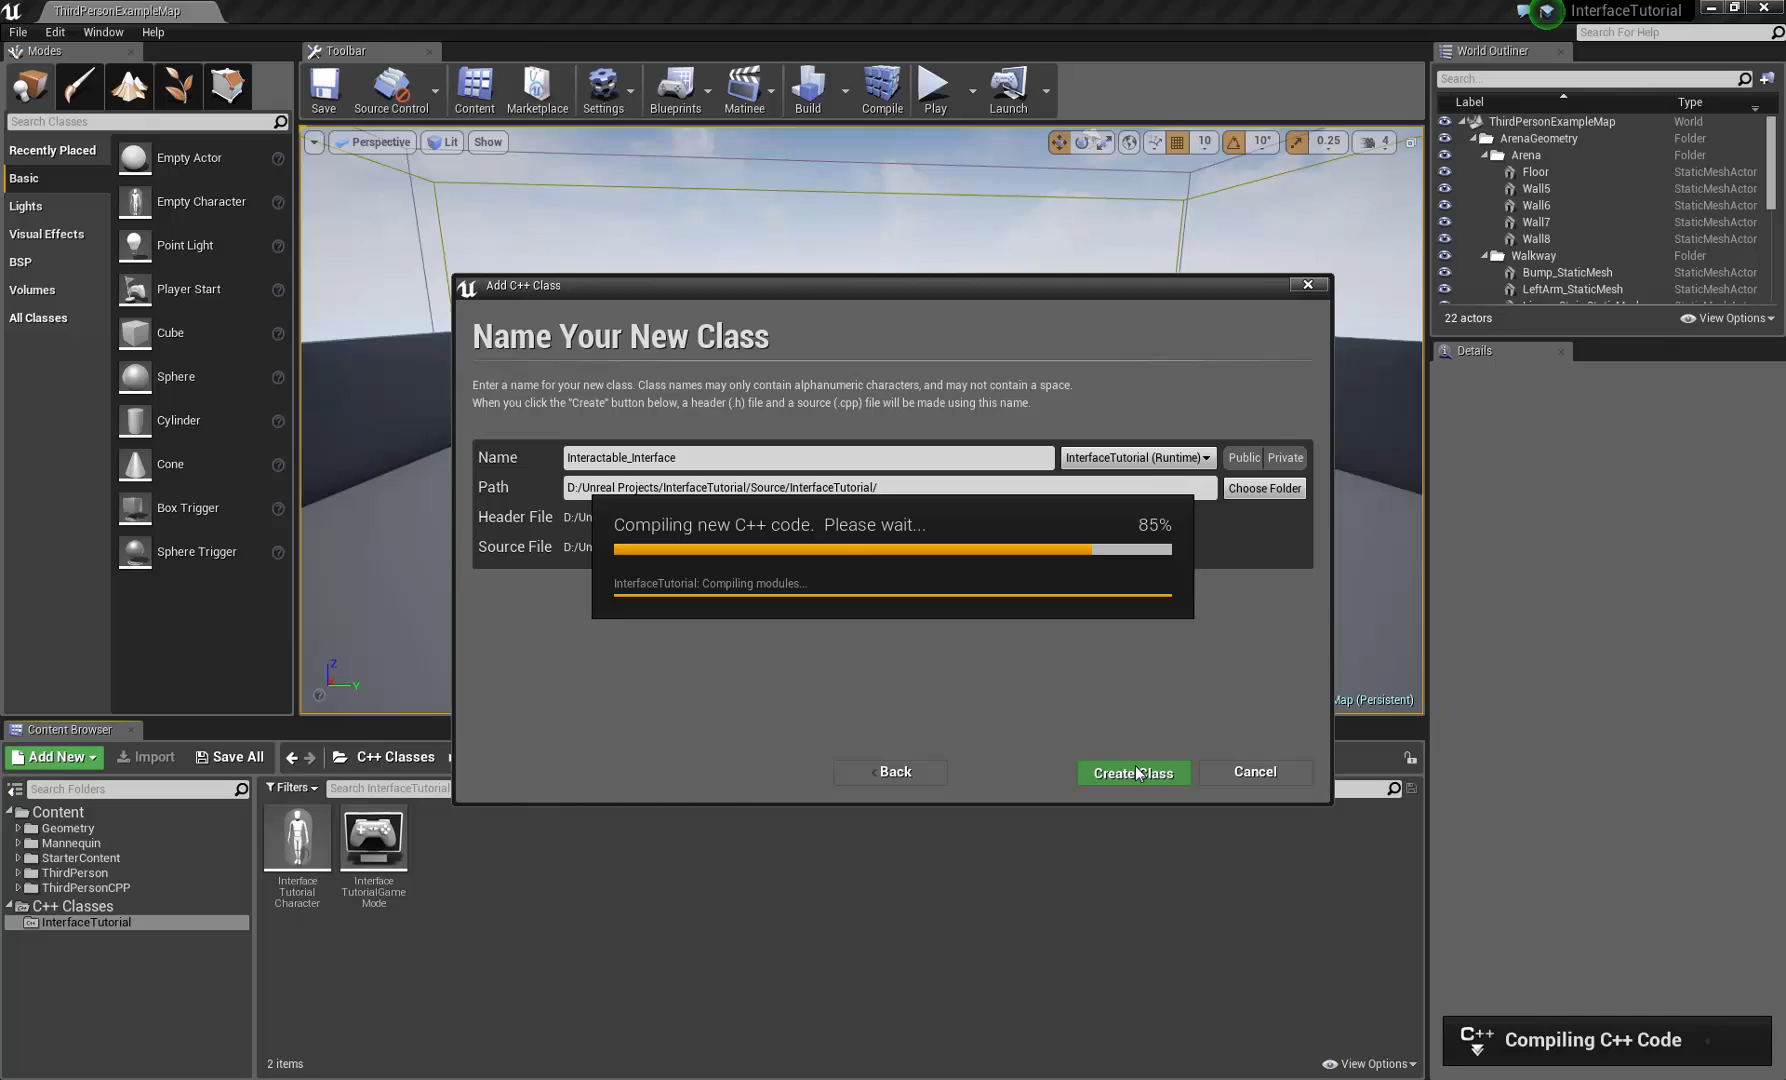 ThirdPersonExampleMap
InterfaceTutorial
File Edit Window Help
Search For Help
Modes
Toolbar
World Outliner
Save
Source Control
Content
Marketplace
Settings
Blueprints
Matinee
Build
Compile
Play
Launch
Search...
Label Type
Search Classes
Recently Placed
Basic
Lights
Visual Effects
BSP
Volumes
All Classes
Empty Actor
Empty Character
Point Light
Player Start
Cube
Sphere
Cylinder
Cone
Box Trigger
Sphere Trigger
Perspective Lit Show
10 10° 0.25 4
ThirdPersonExampleMap World
ArenaGeometry Folder
Arena Folder
Floor StaticMeshActor
Wall5 StaticMeshActor
Wall6 StaticMeshActor
Wall7 StaticMeshActor
Wall8 StaticMeshActor
Walkway Folder
Bump_StaticMesh StaticMeshActor
LeftArm_StaticMesh StaticMeshActor
22 actors View Options
Details
Add C++ Class
Name Your New Class
Enter a name for your new class. Class names may only contain alphanumeric characters, and may not contain a space.
When you click the "Create" button below, a header (.h) file and a source (.cpp) file will be made using this name.
Name Interactable_Interface InterfaceTutorial (Runtime) Public Private
Path D:/Unreal Projects/InterfaceTutorial/Source/InterfaceTutorial/ Choose Folder
Header File D:/Un
Source File D:/Un
Compiling new C++ code. Please wait... 85%
InterfaceTutorial: Compiling modules...
Back Create Class Cancel
Z
Y
Map (Persistent)
Content Browser
Add New Import Save All C++ Classes
Search Folders
Filters Search InterfaceTutorial
Content
Geometry
Mannequin
StarterContent
ThirdPerson
ThirdPersonCPP
C++ Classes
InterfaceTutorial
Interface
Tutorial
Character
Interface
TutorialGame
Mode
2 items
View Options
C++ Compiling C++ Code